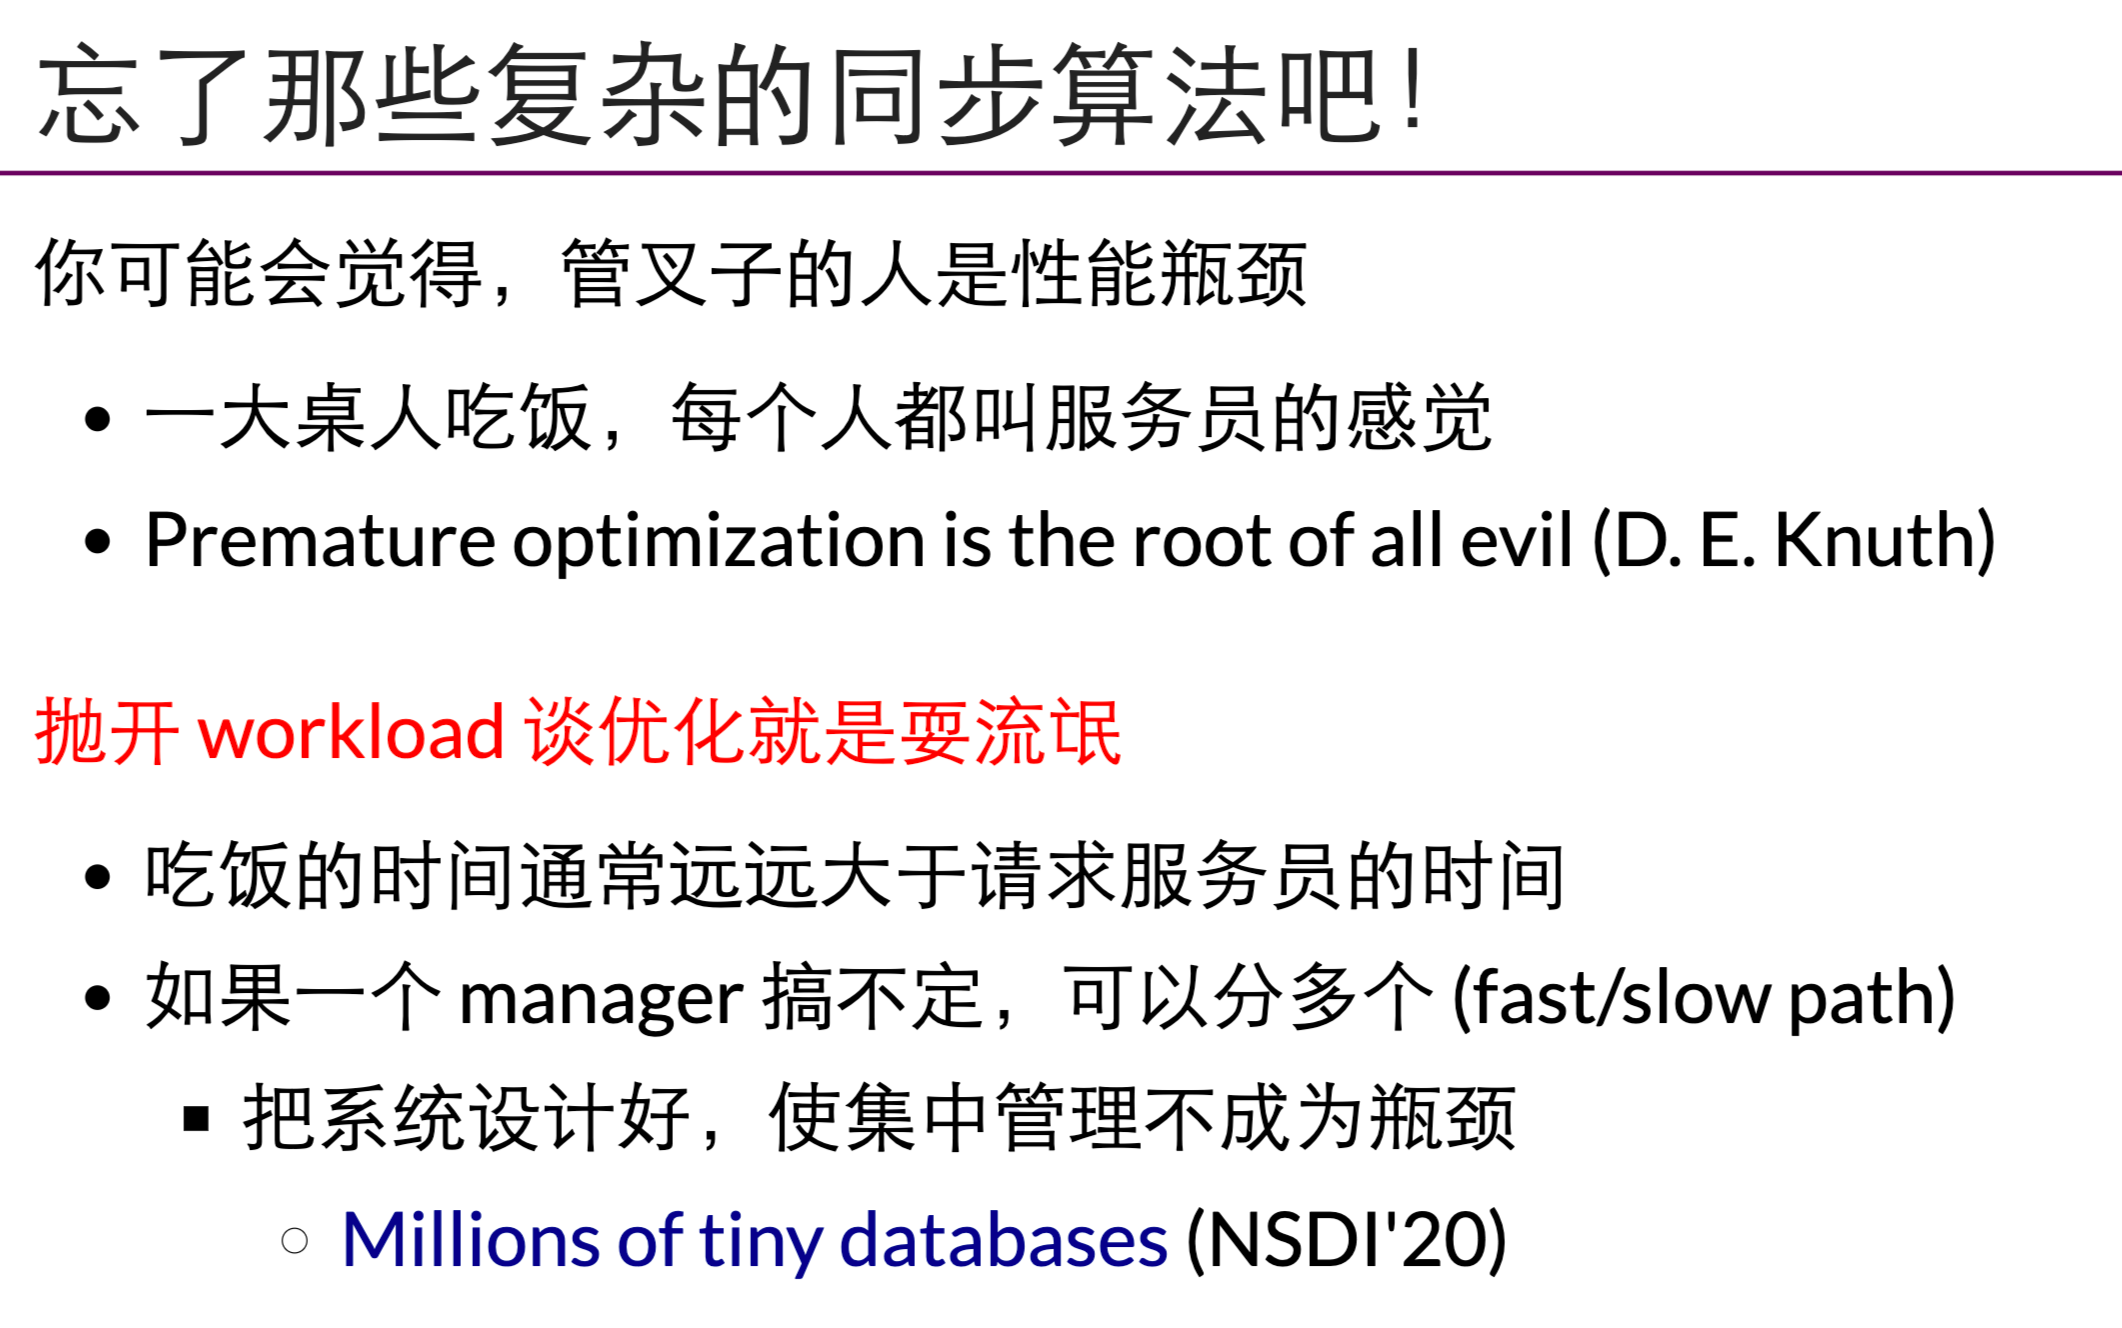 忘了那些复杂的同步算法吧！
你可能会觉得，管叉子的人是性能瓶颈
• 一大桌人吃饭，每个人都叫服务员的感觉
• Premature optimization is the root of all evil (D. E. Knuth)
抛开 workload 谈优化就是耍流氓
• 吃饭的时间通常远远大于请求服务员的时间
• 如果一个 manager 搞不定，可以分多个 (fast/slow path)
▪ 把系统设计好，使集中管理不成为瓶颈
◦ Millions of tiny databases (NSDI'20)